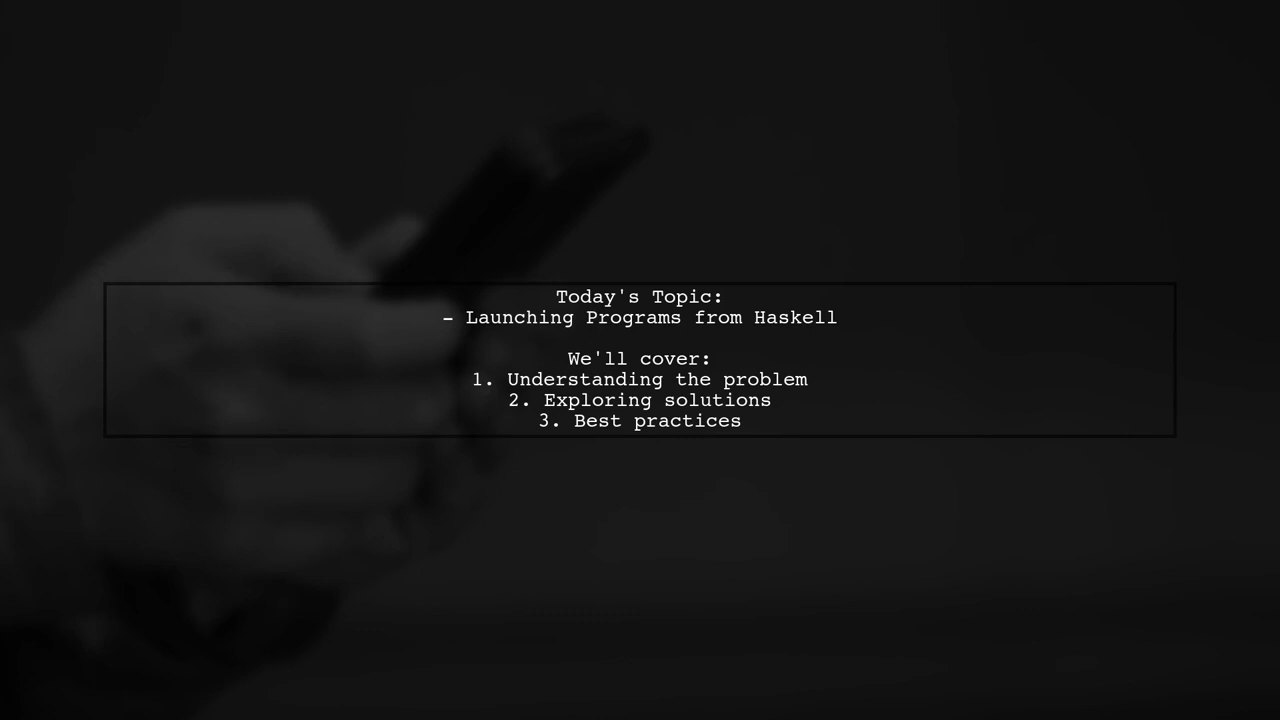 Today's Topic:
– Launching Programs from Haskell
We'll cover:
1. Understanding the problem
2. Exploring solutions
3. Best practices